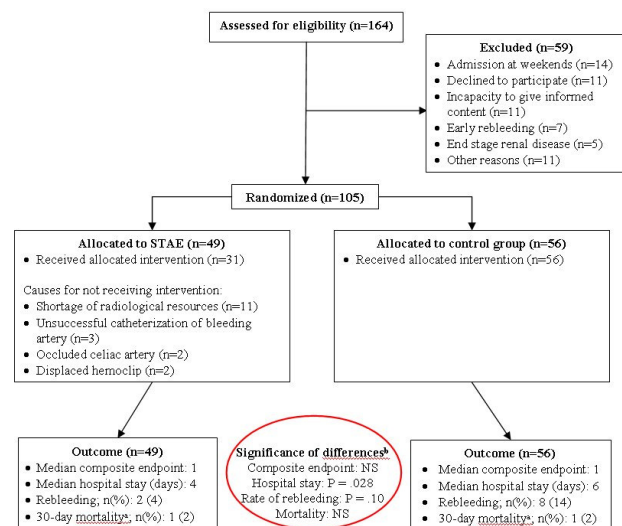 Assessed for eligibility (n=164)
Excluded (n=59)
• Admission at weekends (n=14)
• Declined to participate (n=11)
• Incapacity to give informed
content (n=11)
• Early rebleeding (n=7)
• End stage renal disease (n=5)
• Other reasons (n=11)
Randomized (n=105)
Allocated to STAE (n=49)
• Received allocated intervention (n=31)
Causes for not receiving intervention:
• Shortage of radiological resources (n=11)
• Unsuccessful catheterization of bleeding
artery (n=3)
• Occluded celiac artery (n=2)
• Displaced hemoclip (n=2)
Allocated to control group (n=56)
• Received allocated intervention (n=56)
Outcome (n=49)
• Median composite endpoint: 1
• Median hospital stay (days): 4
• Rebleeding; n(%): 2 (4)
• 30-day mortalityª; n(%): 1 (2)
Significance of differencesᵇ
Composite endpoint: NS
Hospital stay: P = .028
Rate of rebleeding: P = .10
Mortality: NS
Outcome (n=56)
• Median composite endpoint: 1
• Median hospital stay (days): 6
• Rebleeding; n(%): 8 (14)
• 30-day mortalityª; n(%): 1 (2)